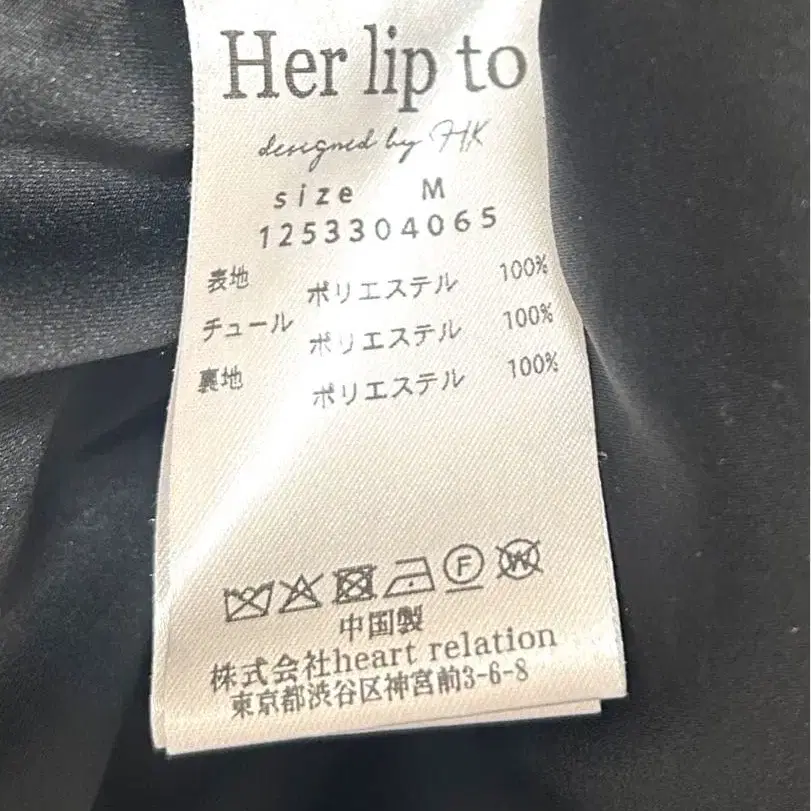 Her lip to
designed by HK
size M
1253304065
表地 ポリエステル 100%
チュール ポリエステル 100%
裏地 ポリエステル 100%
F W
中国製
株式会社heart relation
東京都渋谷区神宮前3-6-8